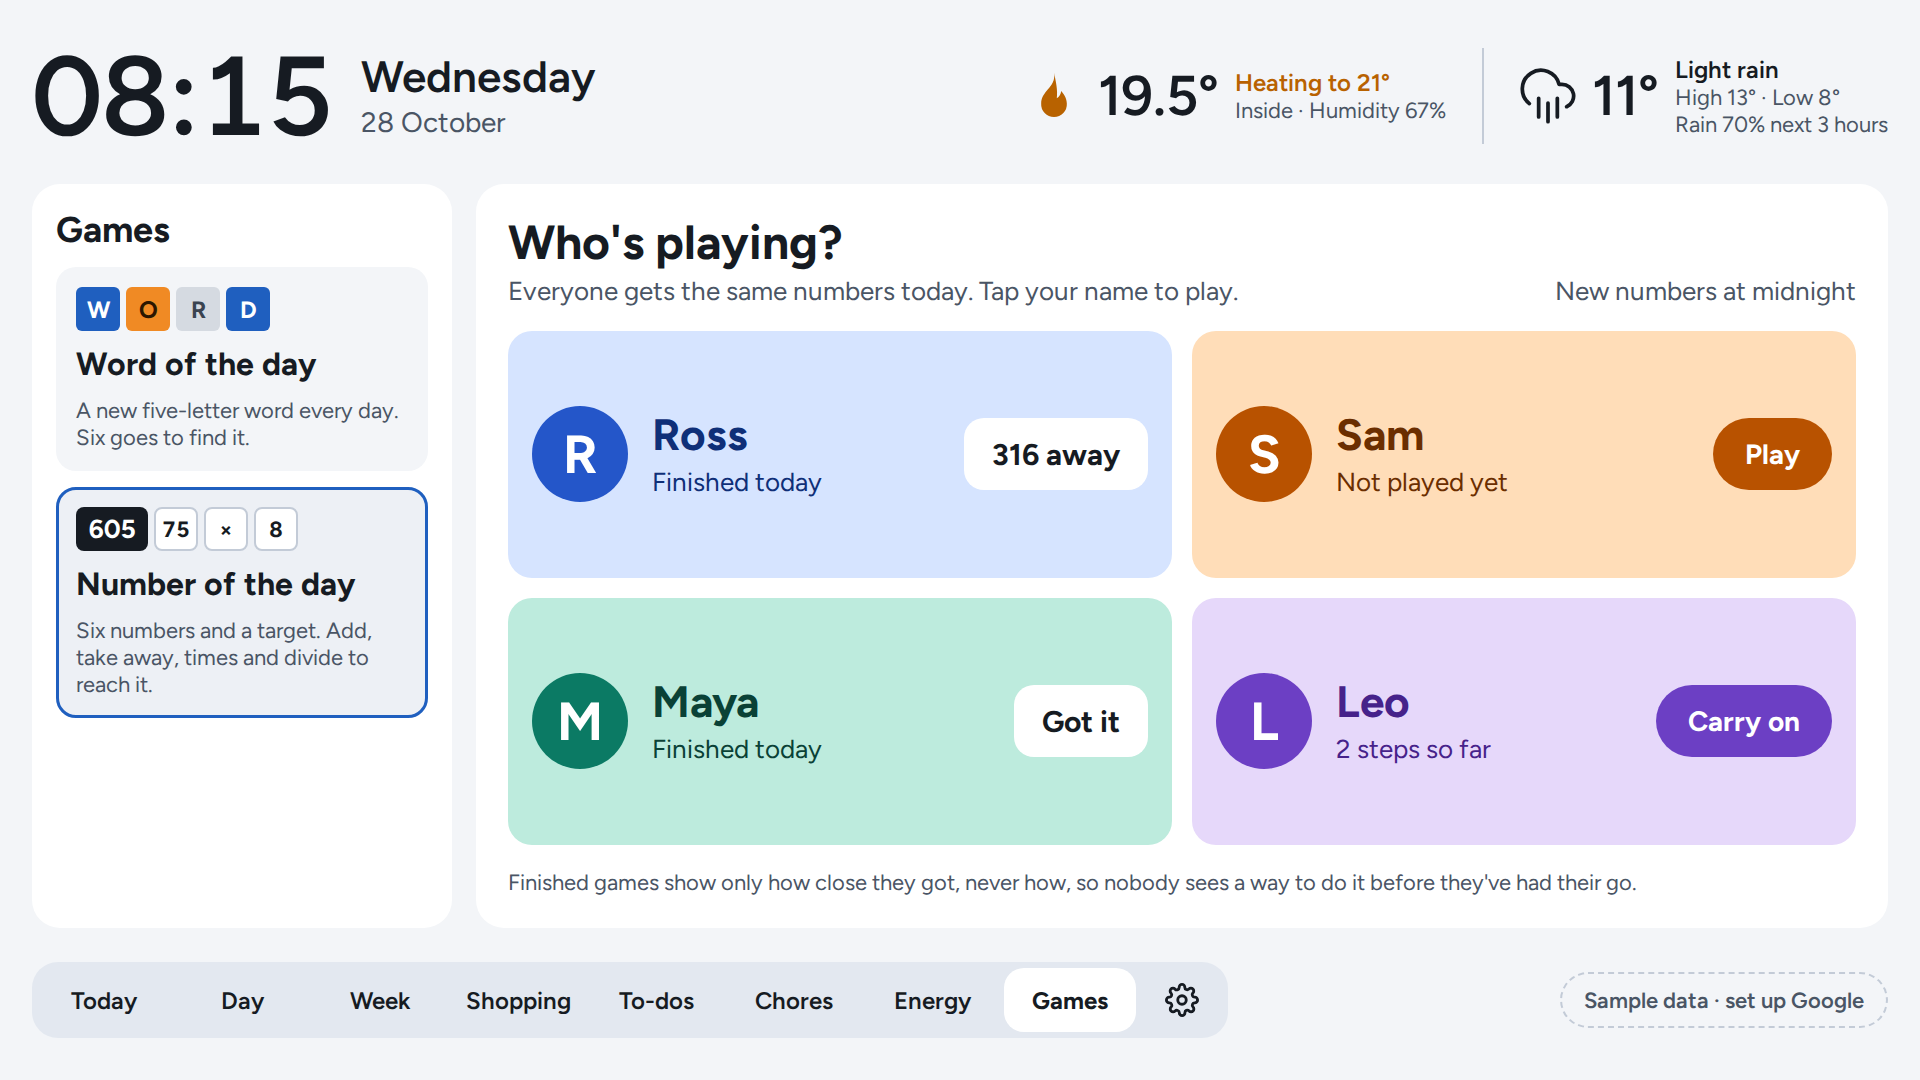 08:15
Wednesday
28 October
19.5°
Heating to 21°
Inside · Humidity 67%
11°
Light rain
High 13° · Low 8°
Rain 70% next 3 hours
Games
W O R D
Word of the day
A new five-letter word every day.
Six goes to find it.
605 75 × 8
Number of the day
Six numbers and a target. Add,
take away, times and divide to
reach it.
Who's playing?
Everyone gets the same numbers today. Tap your name to play.
New numbers at midnight
R
Ross
Finished today
316 away
S
Sam
Not played yet
Play
M
Maya
Finished today
Got it
L
Leo
2 steps so far
Carry on
Finished games show only how close they got, never how, so nobody sees a way to do it before they've had their go.
Today Day Week Shopping To-dos Chores Energy Games
Sample data · set up Google